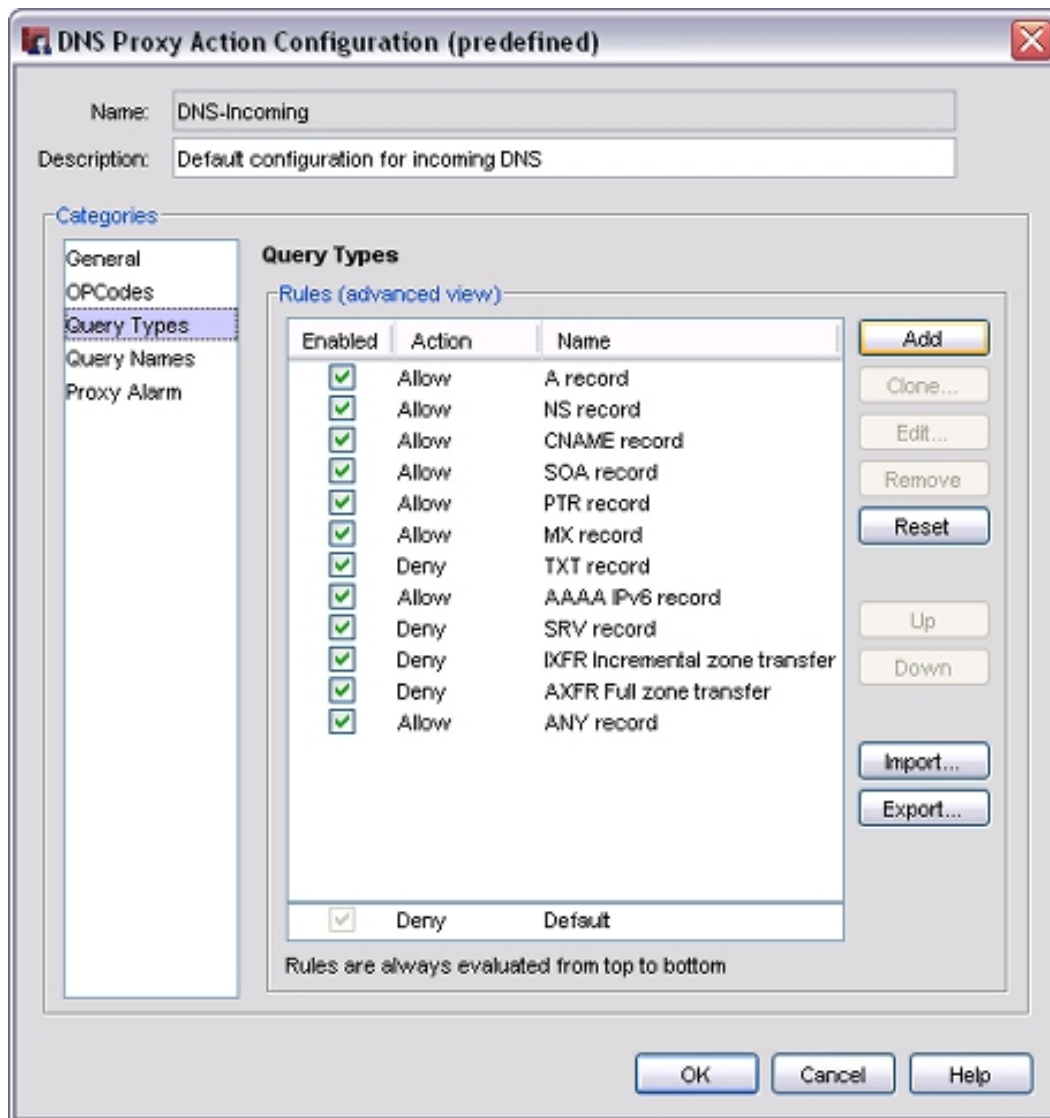 DNS Proxy Action Configuration (predefined)
Name: DNS-Incoming
Description: Default configuration for incoming DNS
Categories
General
OPCodes
Query Types
Query Names
Proxy Alarm
Query Types
Rules (advanced view)
Enabled Action Name
Allow A record
Allow NS record
Allow CNAME record
Allow SOA record
Allow PTR record
Allow MX record
Deny TXT record
Allow AAAA IPv6 record
Deny SRV record
Deny IXFR Incremental zone transfer
Deny AXFR Full zone transfer
Allow ANY record
Deny Default
Rules are always evaluated from top to bottom
Add
Clone...
Edit...
Remove
Reset
Up
Down
Import...
Export...
OK Cancel Help